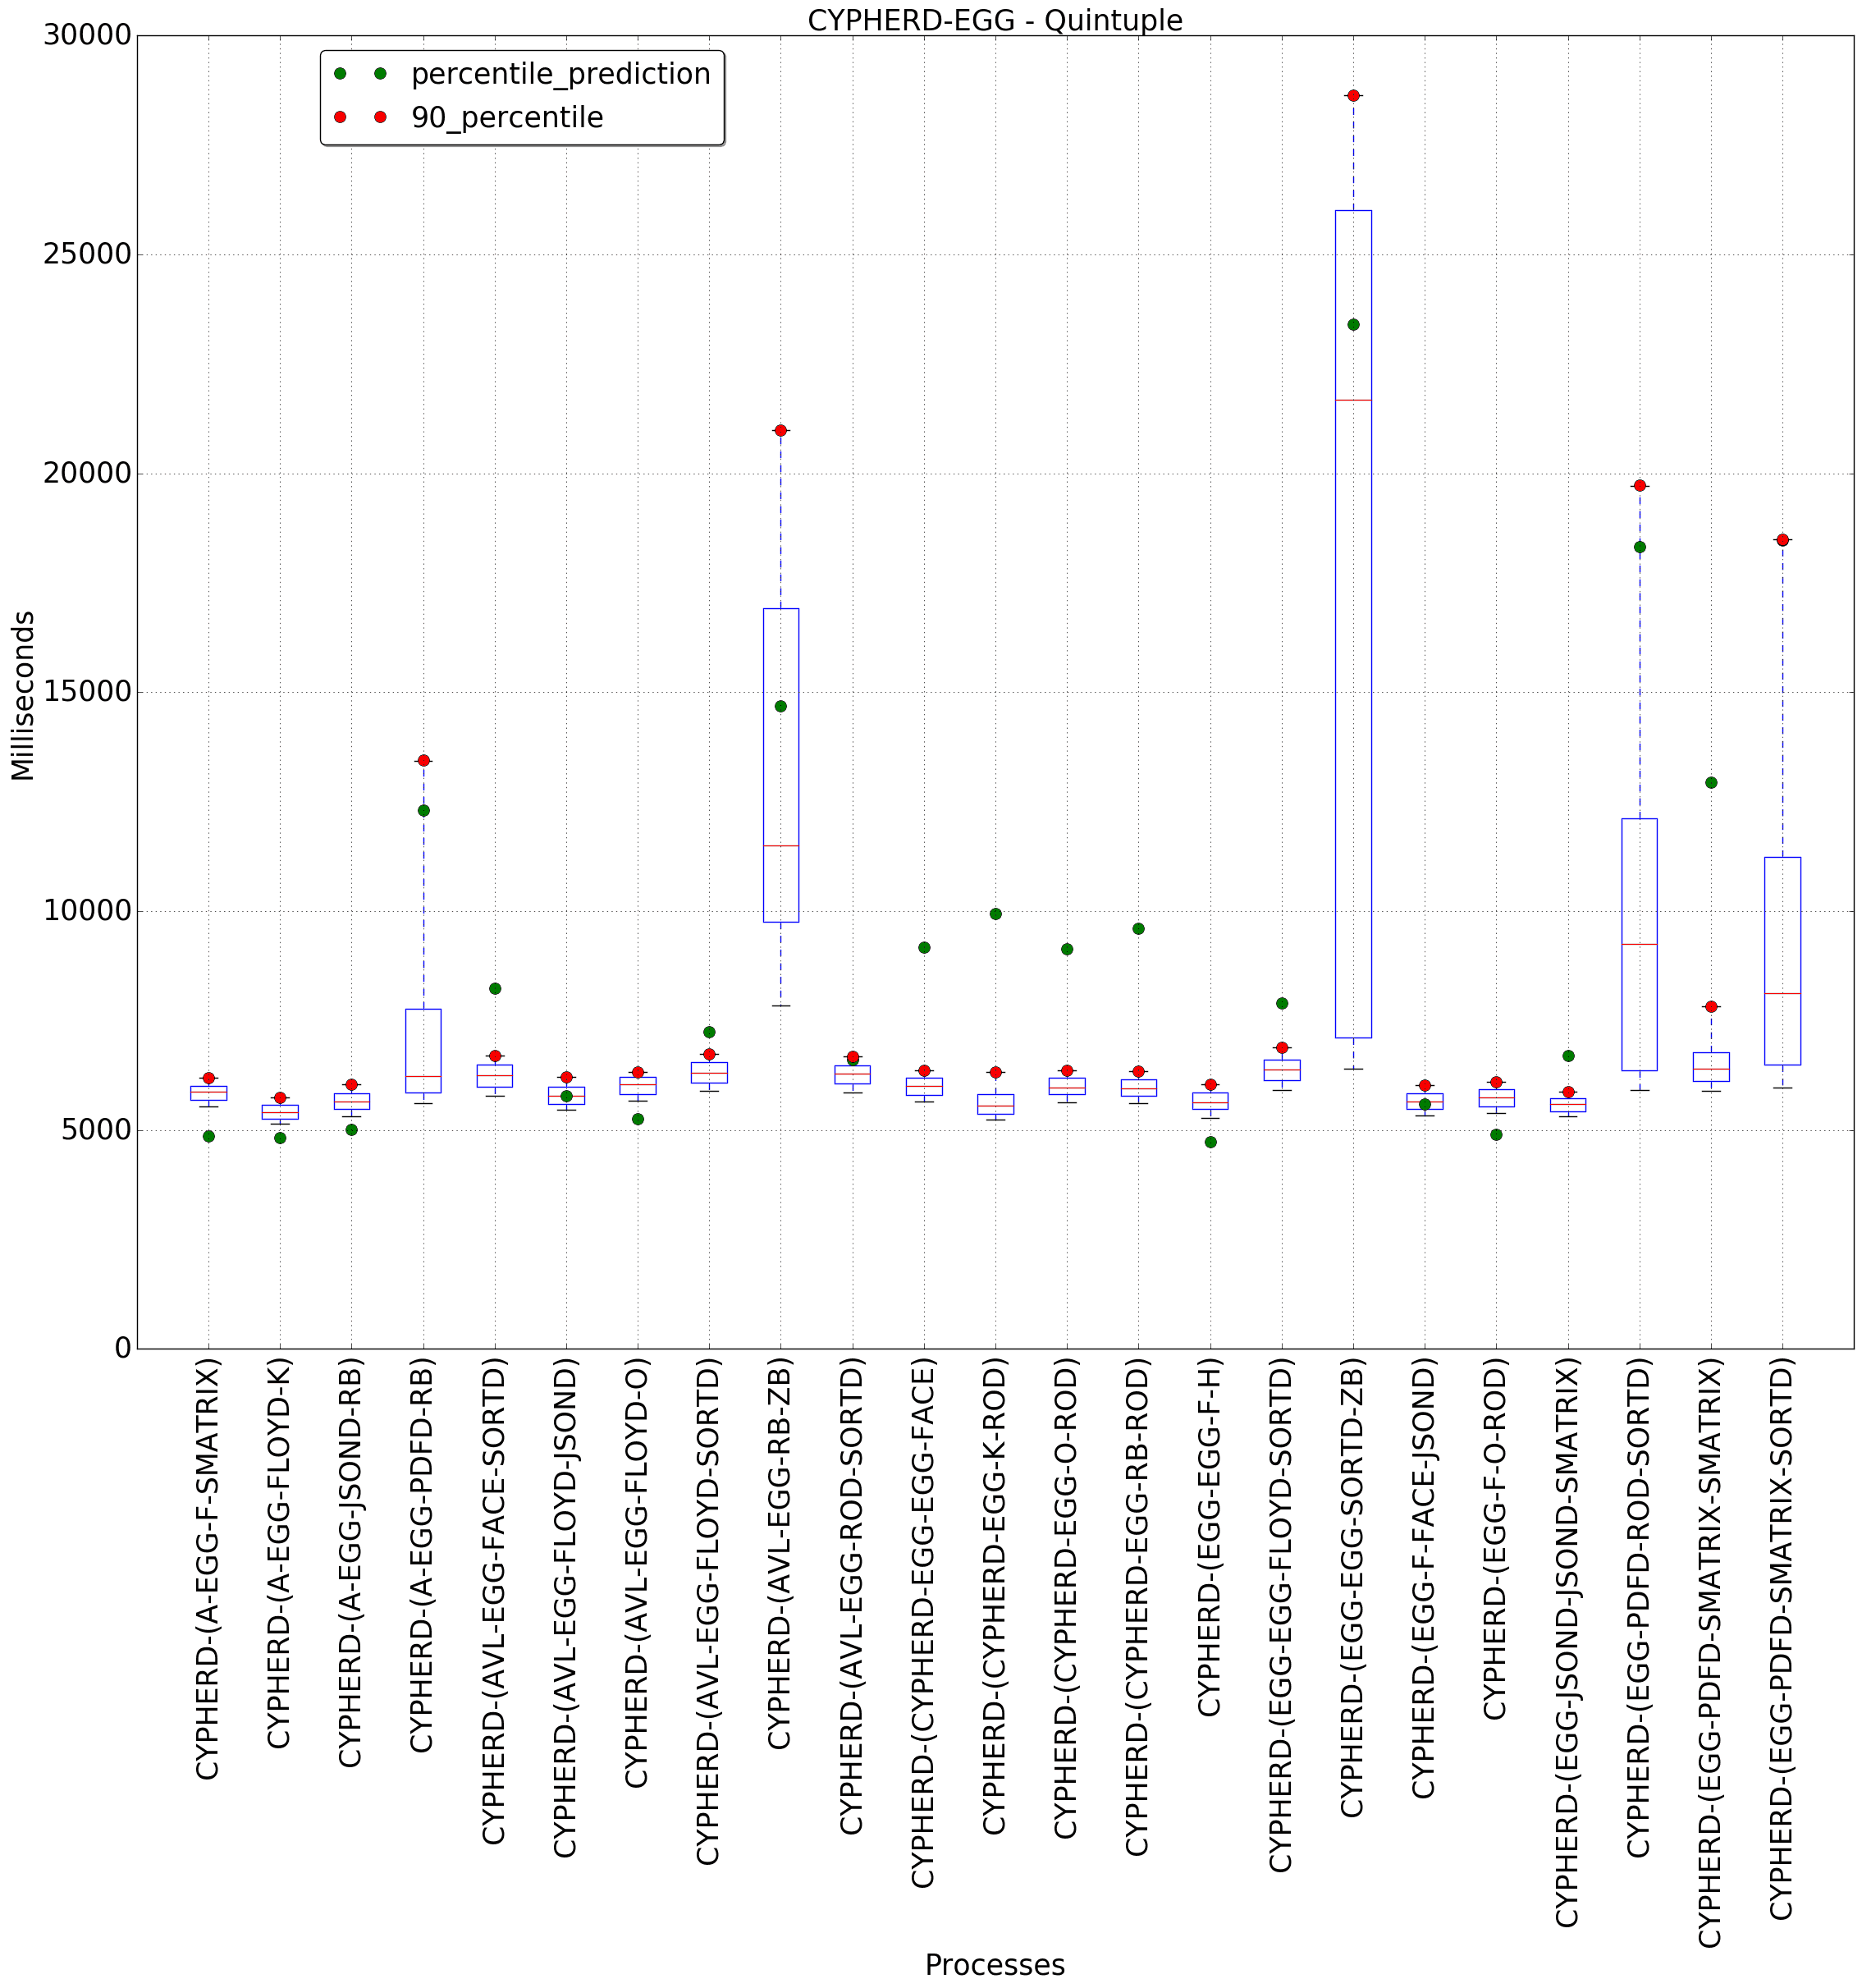 CYPHERD-EGG - Quintuple
percentile_prediction
90_percentile
30000
25000
20000
15000
10000
5000
0
Milliseconds
CYPHERD-(A-EGG-F-SMATRIX)
CYPHERD-(A-EGG-FLOYD-K)
CYPHERD-(A-EGG-JSOND-RB)
CYPHERD-(A-EGG-PDFD-RB)
CYPHERD-(AVL-EGG-FACE-SORTD)
CYPHERD-(AVL-EGG-FLOYD-JSOND)
CYPHERD-(AVL-EGG-FLOYD-O)
CYPHERD-(AVL-EGG-FLOYD-SORTD)
CYPHERD-(AVL-EGG-RB-ZB)
CYPHERD-(AVL-EGG-ROD-SORTD)
CYPHERD-(CYPHERD-EGG-EGG-FACE)
CYPHERD-(CYPHERD-EGG-K-ROD)
CYPHERD-(CYPHERD-EGG-O-ROD)
CYPHERD-(CYPHERD-EGG-RB-ROD)
CYPHERD-(EGG-EGG-F-H)
CYPHERD-(EGG-EGG-FLOYD-SORTD)
CYPHERD-(EGG-EGG-SORTD-ZB)
CYPHERD-(EGG-F-FACE-JSOND)
CYPHERD-(EGG-F-O-ROD)
CYPHERD-(EGG-JSOND-JSOND-SMATRIX)
CYPHERD-(EGG-PDFD-ROD-SORTD)
CYPHERD-(EGG-PDFD-SMATRIX-SMATRIX)
CYPHERD-(EGG-PDFD-SMATRIX-SORTD)
Processes